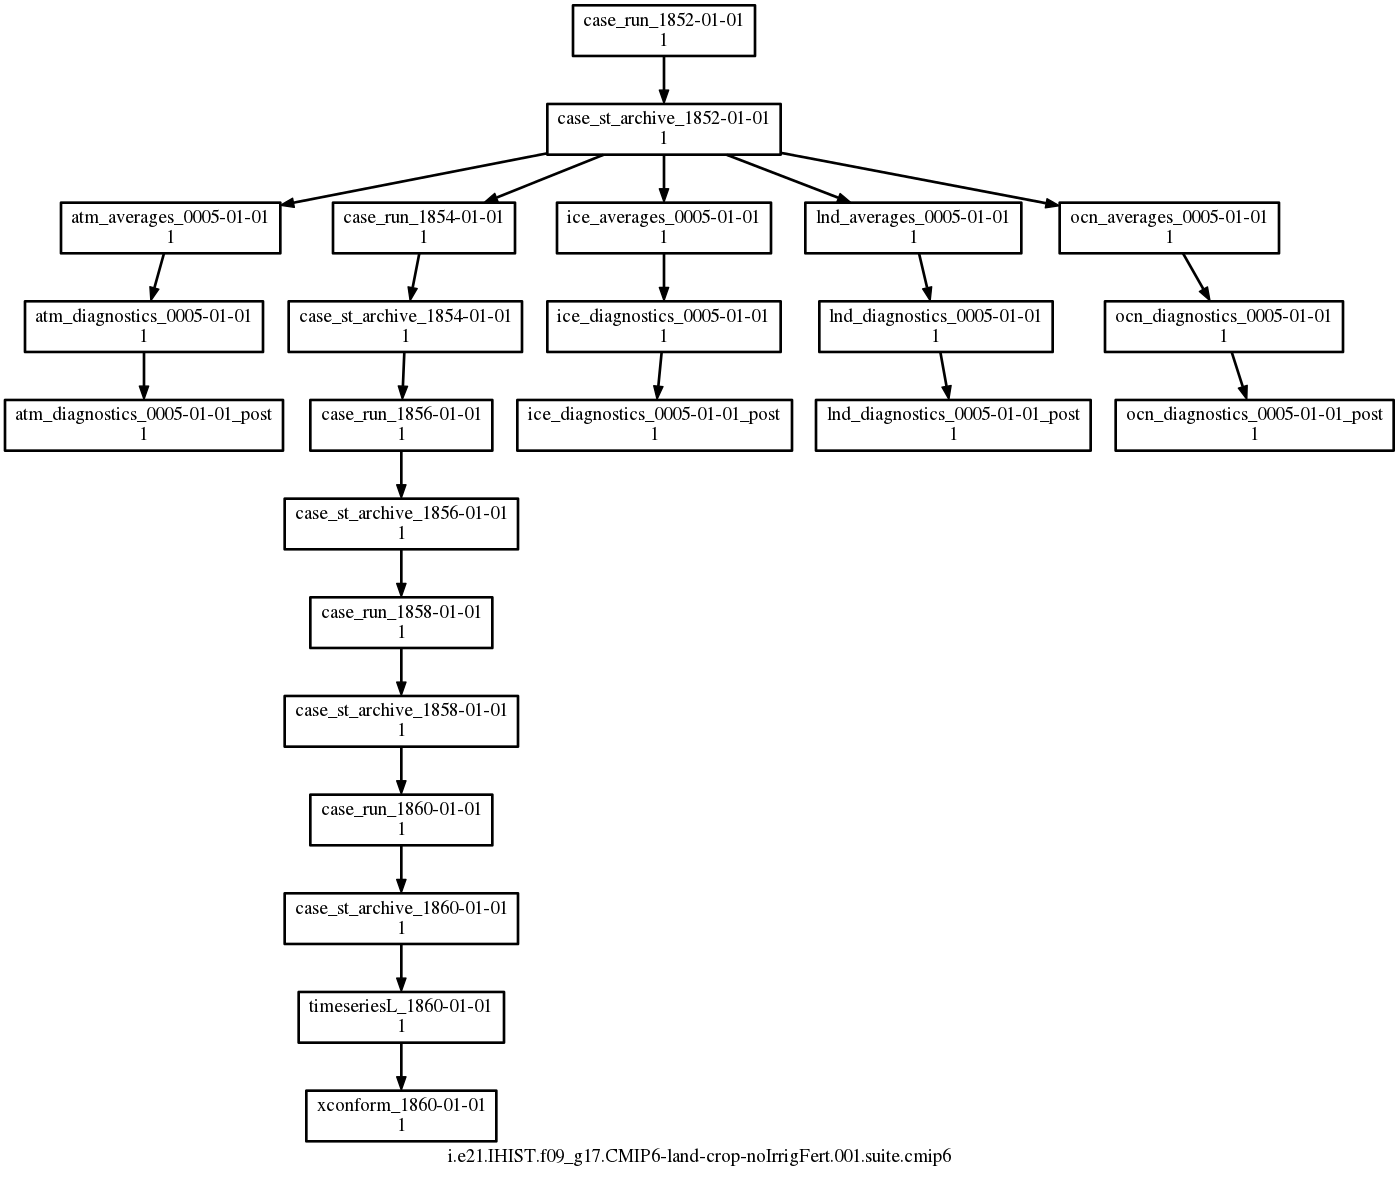 case_run_1852-01-01
1
case_st_archive_1852-01-01
1
atm_averages_0005-01-01
1
case_run_1854-01-01
1
ice_averages_0005-01-01
1
lnd_averages_0005-01-01
1
ocn_averages_0005-01-01
1
atm_diagnostics_0005-01-01
1
case_st_archive_1854-01-01
1
ice_diagnostics_0005-01-01
1
lnd_diagnostics_0005-01-01
1
ocn_diagnostics_0005-01-01
1
atm_diagnostics_0005-01-01_post
1
case_run_1856-01-01
1
ice_diagnostics_0005-01-01_post
1
lnd_diagnostics_0005-01-01_post
1
ocn_diagnostics_0005-01-01_post
1
case_st_archive_1856-01-01
1
case_run_1858-01-01
1
case_st_archive_1858-01-01
1
case_run_1860-01-01
1
case_st_archive_1860-01-01
1
timeseriesL_1860-01-01
1
xconform_1860-01-01
1
i.e21.IHIST.f09_g17.CMIP6-land-crop-noIrrigFert.001.suite.cmip6